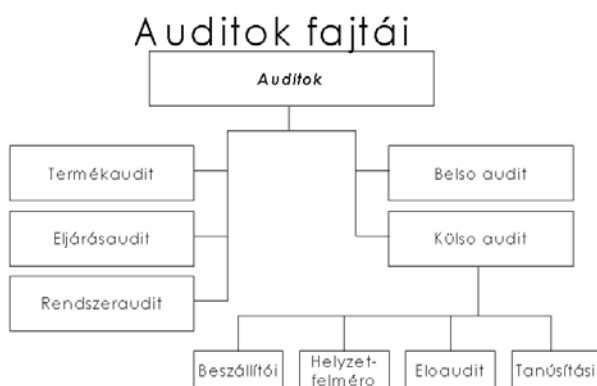 Auditok fajtái
Auditok
Termékaudit
Belso audit
Eljárásaudit
Külso audit
Rendszeraudit
Beszállítói
Helyzet-
felméro
Eloaudit
Tanúsítási